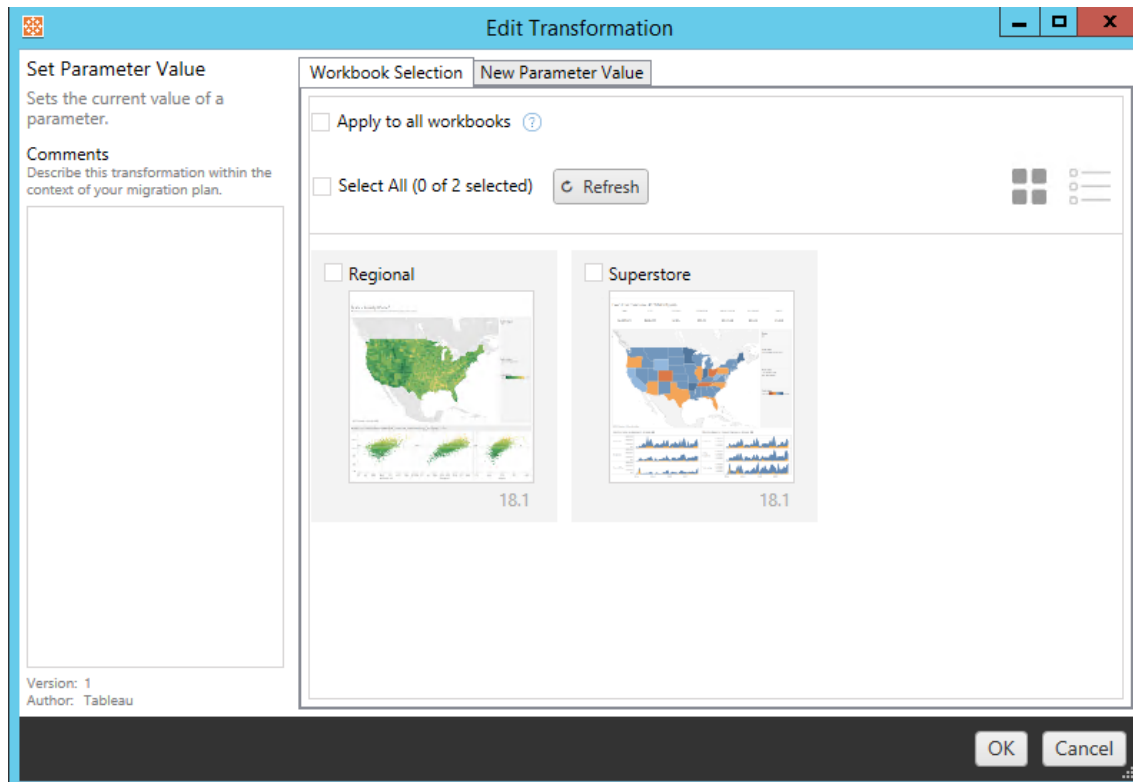 Edit Transformation
Set Parameter Value
Sets the current value of a
parameter.
Comments
Describe this transformation within the
context of your migration plan.
Version: 1
Author: Tableau
Workbook Selection
New Parameter Value
Apply to all workbooks ?
Select All (0 of 2 selected)
Refresh
Regional
18.1
Superstore
18.1
OK
Cancel